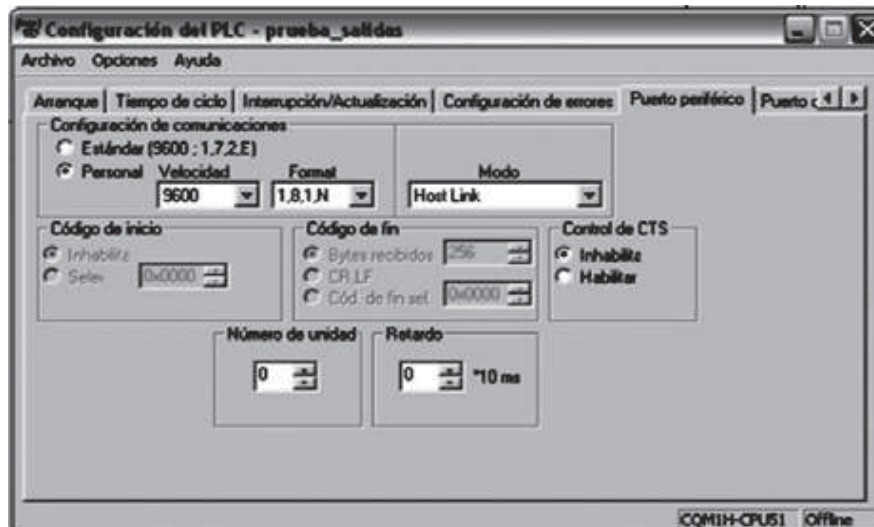 Configuración del PLC - prueba_salidas
Archivo Opciones Ayuda
Arranque Tiempo de ciclo Interrupción/Actualización Configuración de errores Puerto periférico Puerto
Configuración de comunicaciones
Estándar (9600 ; 1,7,2,E)
Personal Velocidad Format Modo
9600 1,8,1,N Host Link
Código de inicio Código de fin Control de CTS
Inhabilita Bytes recibidos 256 Inhabilita
Selev 0x0000 CR,LF Habilitar
Cód. de fin sel. 0x0000
Número de unidad Retardo
0 0 *10 ms
CQM1H-CPU51 Offline